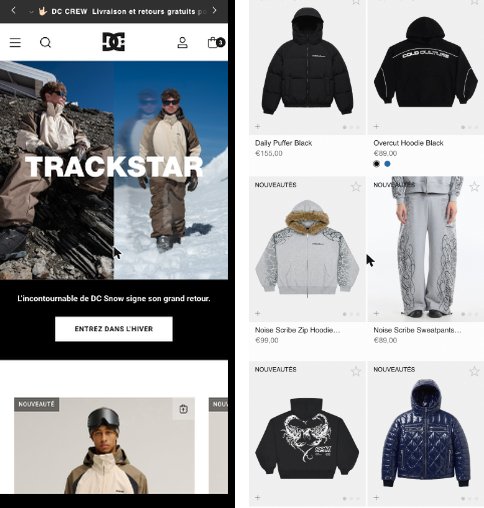 DC CREW Livraison et retours gratuits
DC
3
TRACKSTAR
L'incontournable de DC Snow signe son grand retour.
ENTREZ DANS L'HIVER
NOUVEAUTÉ
Daily Puffer Black
€155,00
COLD CULTURE
Overcut Hoodie Black
€89,00
NOUVEAUTÉS
NOUVEAUTÉS
Noise Scribe Zip Hoodie...
€99,00
Noise Scribe Sweatpants...
€89,00
NOUVEAUTÉS
NOUVEAUTÉS